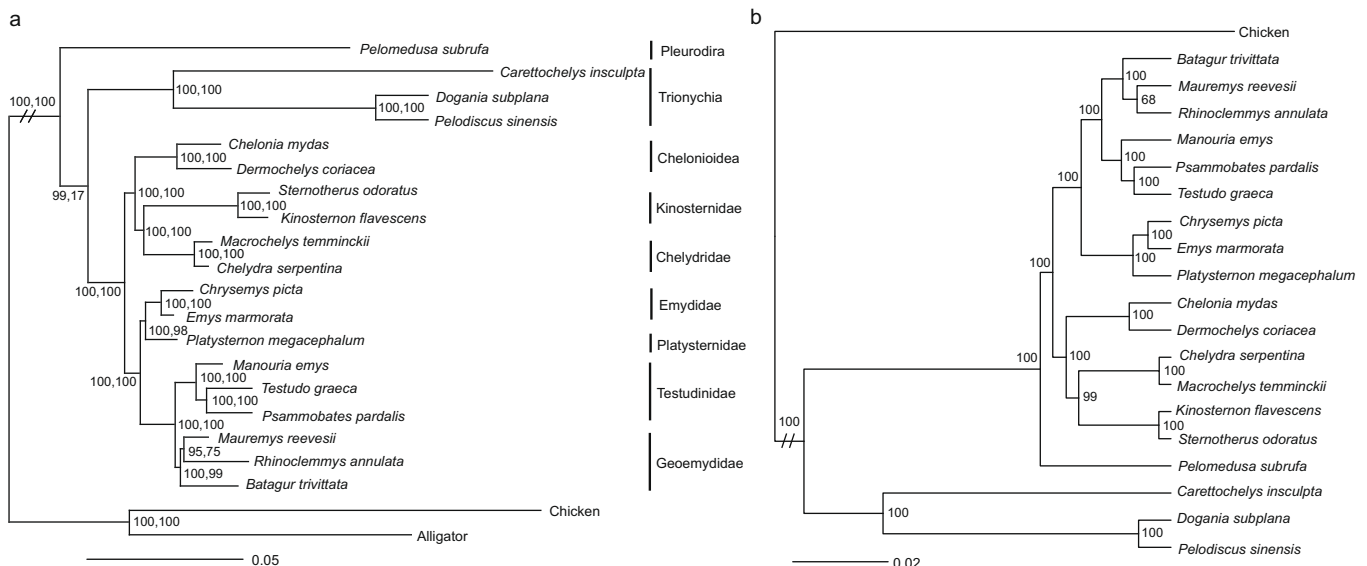 a
Pelomedusa subrufa
Pleurodira
Carettochelys insculpta
100,100
100,100
Dogania subplana
100,100
Trionychia
Pelodiscus sinensis
Chelonia mydas
100,100
Chelonioidea
Dermochelys coriacea
99,17
100,100
Sternotherus odoratus
100,100
Kinosternidae
Kinosternon flavescens
100,100
Macrochelys temminckii
100,100
Chelydridae
Chelydra serpentina
100,100
Chrysemys picta
100,100
Emydidae
Emys marmorata
100,98
Platysternon megacephalum
Platysternidae
Manouria emys
100,100
100,100
Testudo graeca
Testudinidae
100,100
Psammobates pardalis
100,100
Mauremys reevesii
95,75
Rhinoclemmys annulata
Geoemydidae
100,99
Batagur trivittata
Chicken
100,100
Alligator
0.05
b
Chicken
Batagur trivittata
100
Mauremys reevesii
68
100
Rhinoclemmys annulata
Manouria emys
100
Psammobates pardalis
100
100
Testudo graeca
Chrysemys picta
100
Emys marmorata
100
Platysternon megacephalum
Chelonia mydas
100
Dermochelys coriacea
100
100
Chelydra serpentina
100
Macrochelys temminckii
99
Kinosternon flavescens
100
100
Sternotherus odoratus
Pelomedusa subrufa
Carettochelys insculpta
100
Dogania subplana
100
Pelodiscus sinensis
0.02